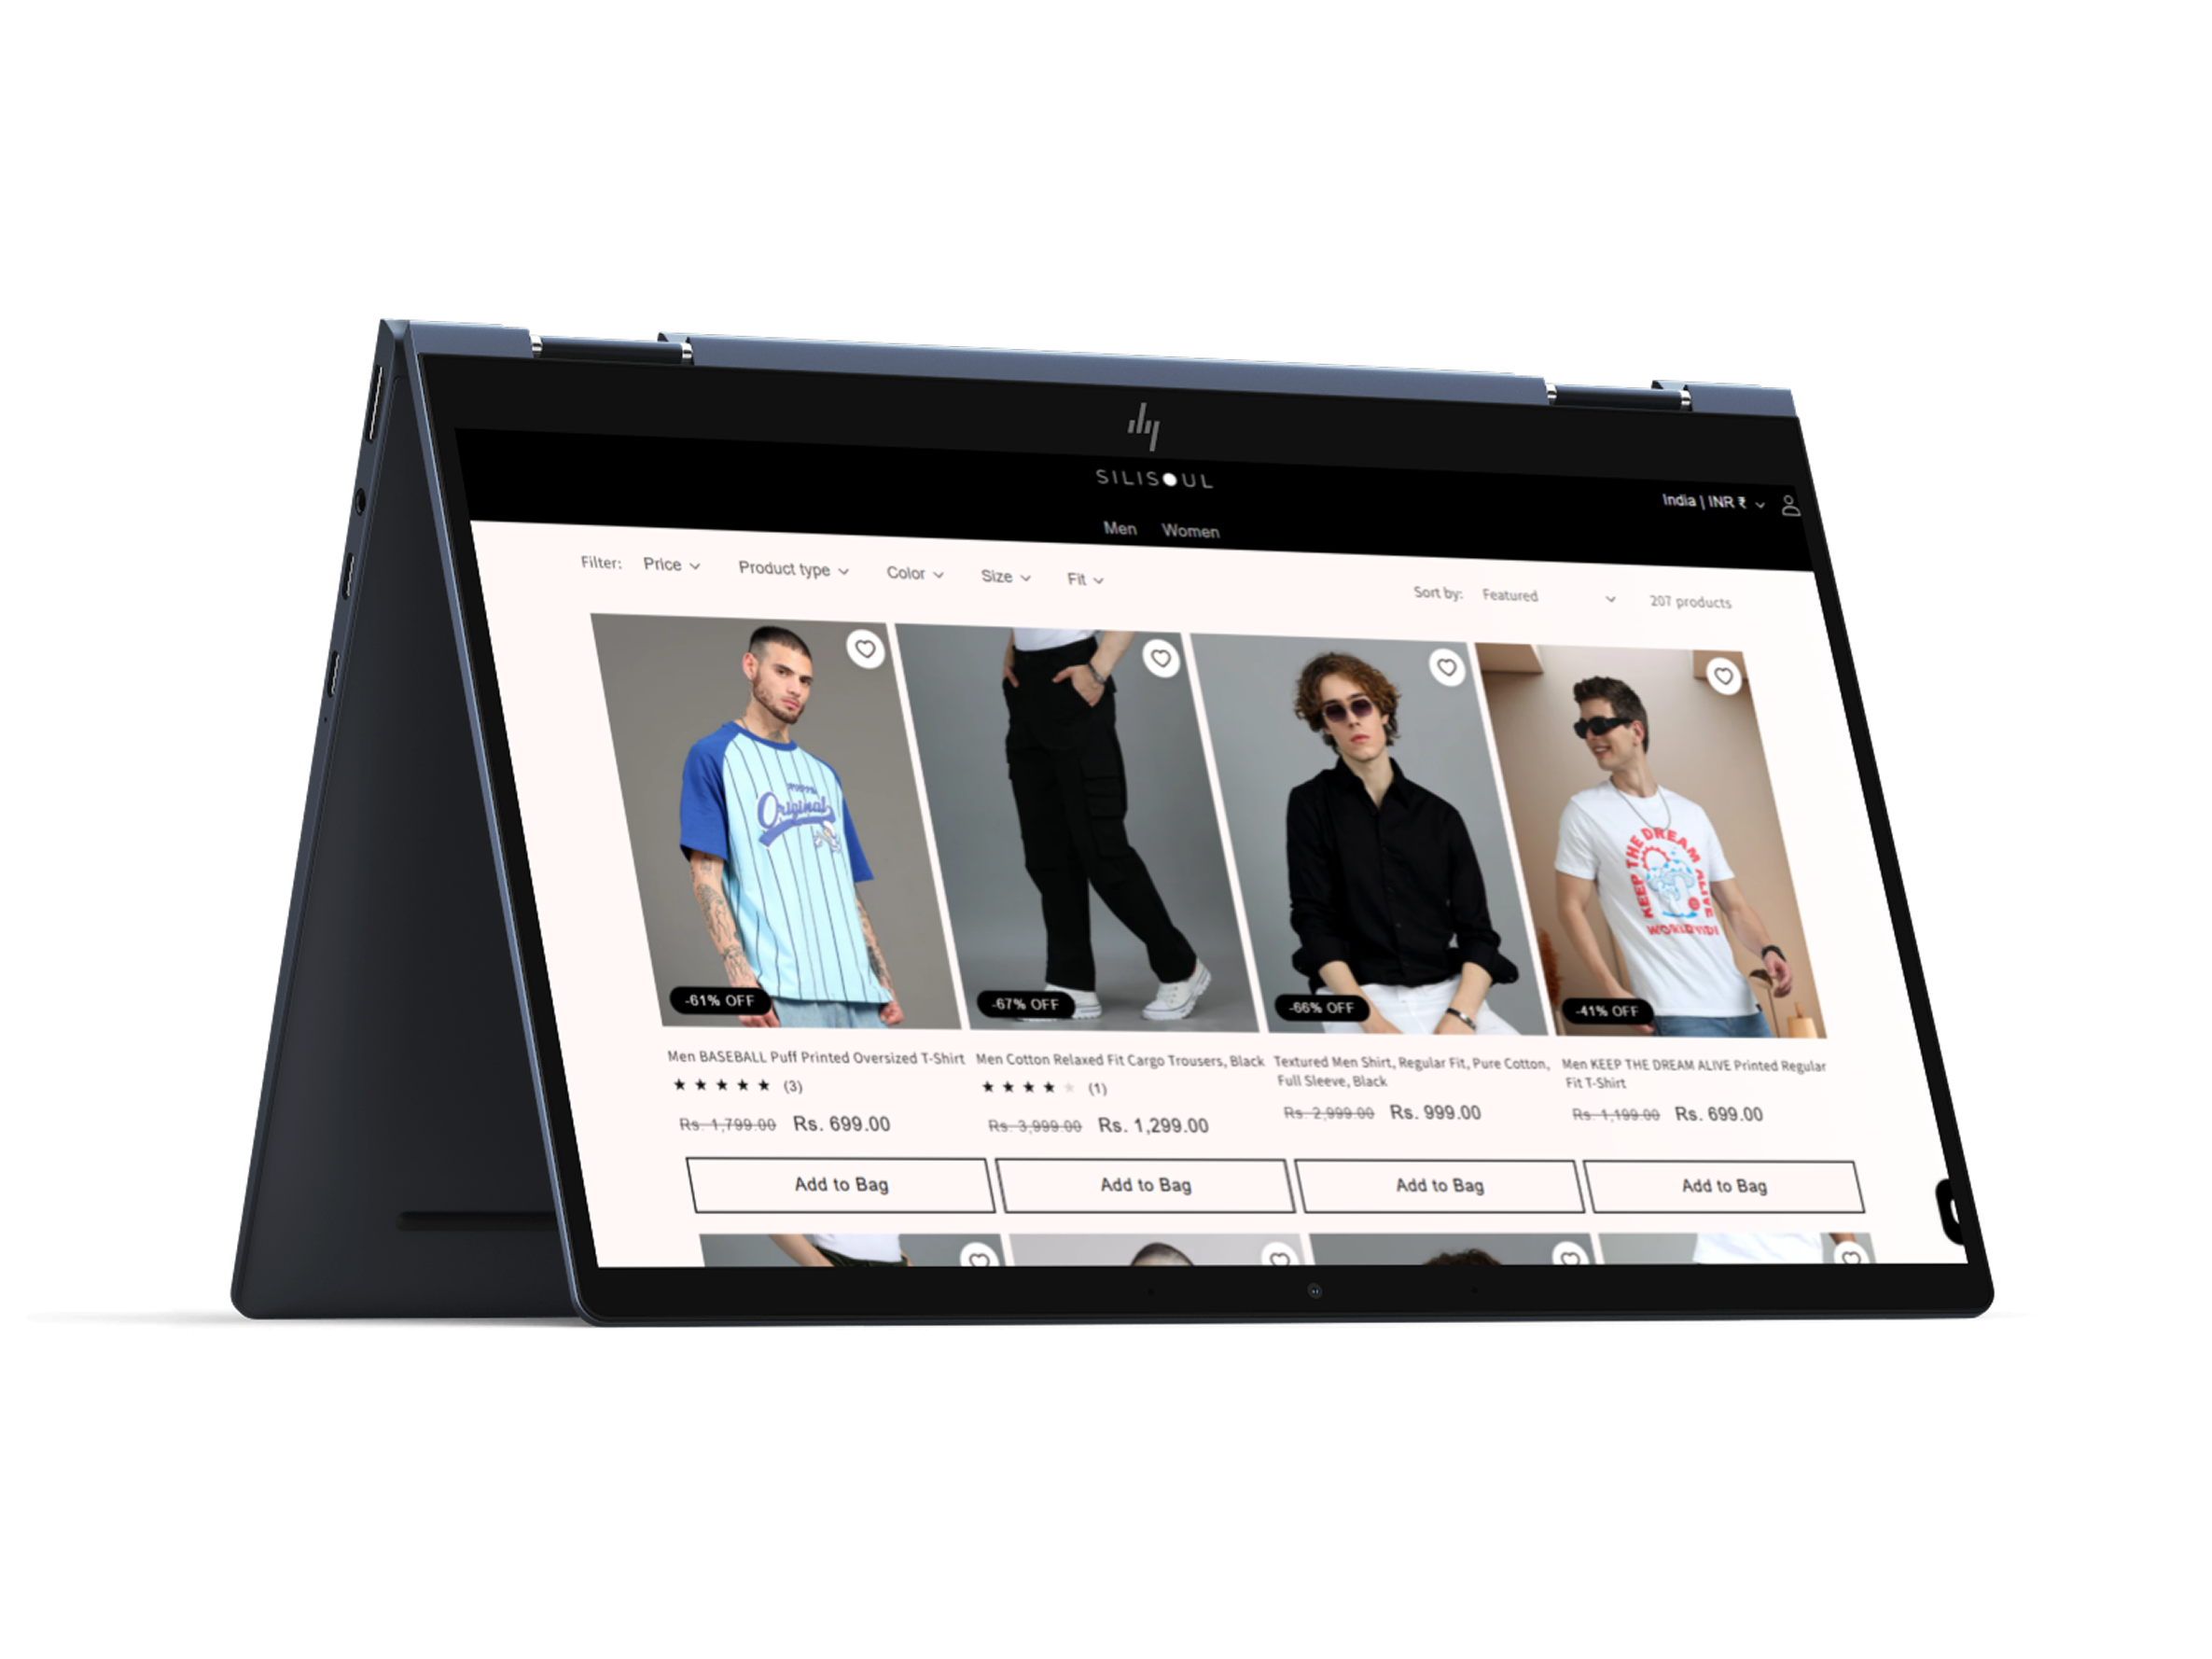 SILISOUL
India | INR ₹
Men Women
Filter: Price Product type Color Size Fit
Sort by: Featured 207 products
Original
KEEP THE DREAM ALIVE
-61% OFF
-67% OFF
-66% OFF
-41% OFF
Men BASEBALL Puff Printed Oversized T-Shirt
(3)
Rs. 1,799.00 Rs. 699.00
Men Cotton Relaxed Fit Cargo Trousers, Black
(1)
Rs. 3,999.00 Rs. 1,299.00
Textured Men Shirt, Regular Fit, Pure Cotton,
Full Sleeve, Black
Rs. 2,999.00 Rs. 999.00
Men KEEP THE DREAM ALIVE Printed Regular
Fit T-Shirt
Rs. 1,199.00 Rs. 699.00
Add to Bag
Add to Bag
Add to Bag
Add to Bag